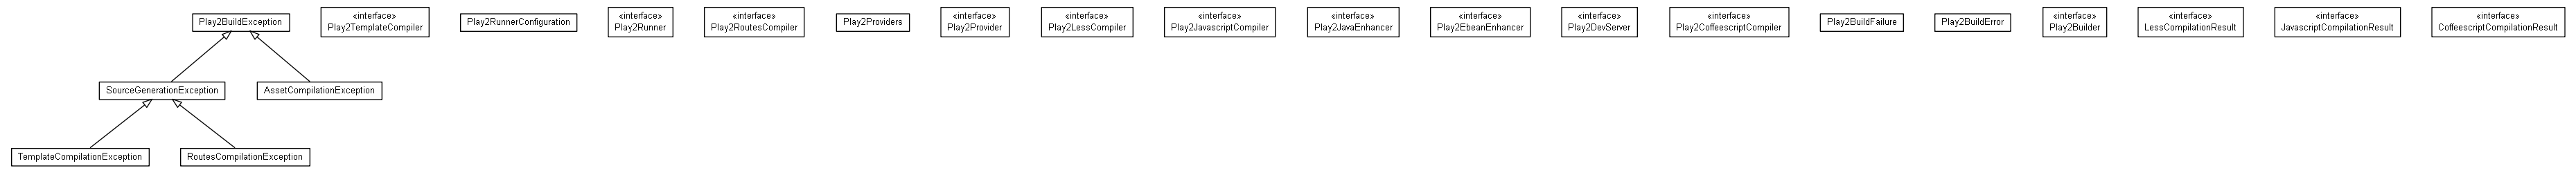 Play2BuildException
«interface»
Play2TemplateCompiler
Play2RunnerConfiguration
«interface»
Play2Runner
«interface»
Play2RoutesCompiler
Play2Providers
«interface»
Play2Provider
«interface»
Play2LessCompiler
«interface»
Play2JavascriptCompiler
«interface»
Play2JavaEnhancer
«interface»
Play2EbeanEnhancer
«interface»
Play2DevServer
«interface»
Play2CoffeescriptCompiler
Play2BuildFailure
Play2BuildError
«interface»
Play2Builder
«interface»
LessCompilationResult
«interface»
JavascriptCompilationResult
«interface»
CoffeescriptCompilationResult
SourceGenerationException
AssetCompilationException
TemplateCompilationException
RoutesCompilationException